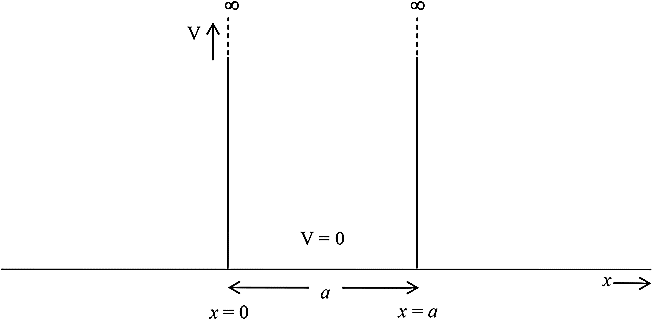 ∞ ∞
V
V = 0
x
a
x = 0 x = a